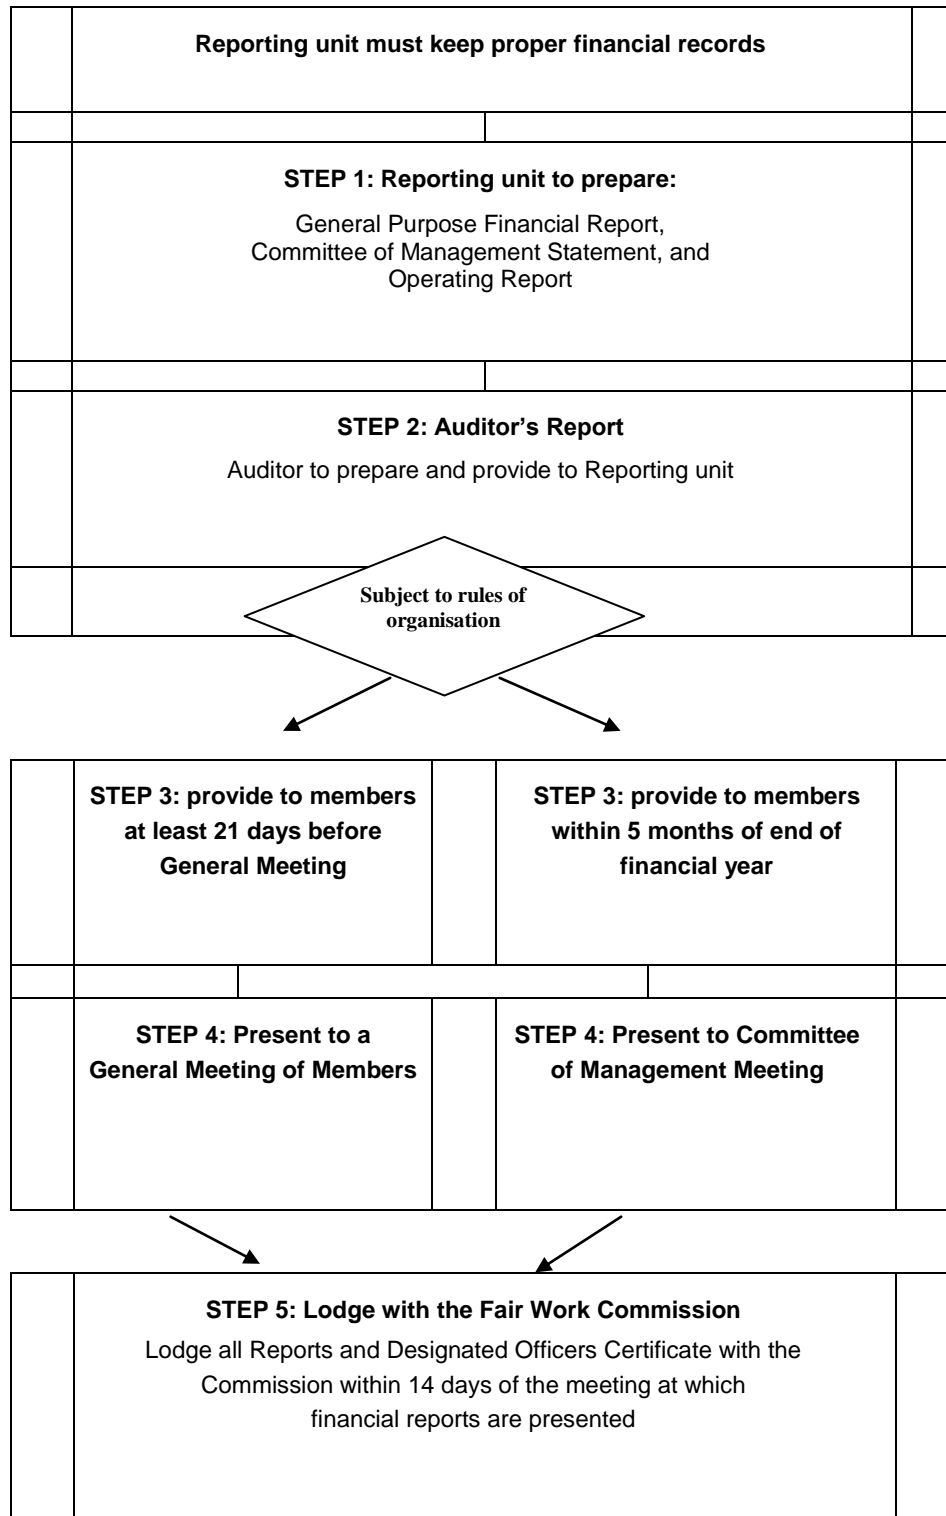 Reporting unit must keep proper financial records
STEP 1: Reporting unit to prepare:
General Purpose Financial Report,
Committee of Management Statement, and
Operating Report
STEP 2: Auditor’s Report
Auditor to prepare and provide to Reporting unit
Subject to rules of
organisation
STEP 3: provide to members
at least 21 days before
General Meeting
STEP 3: provide to members
within 5 months of end of
financial year
STEP 4: Present to a
General Meeting of Members
STEP 4: Present to Committee
of Management Meeting
STEP 5: Lodge with the Fair Work Commission
Lodge all Reports and Designated Officers Certificate with the
Commission within 14 days of the meeting at which
financial reports are presented